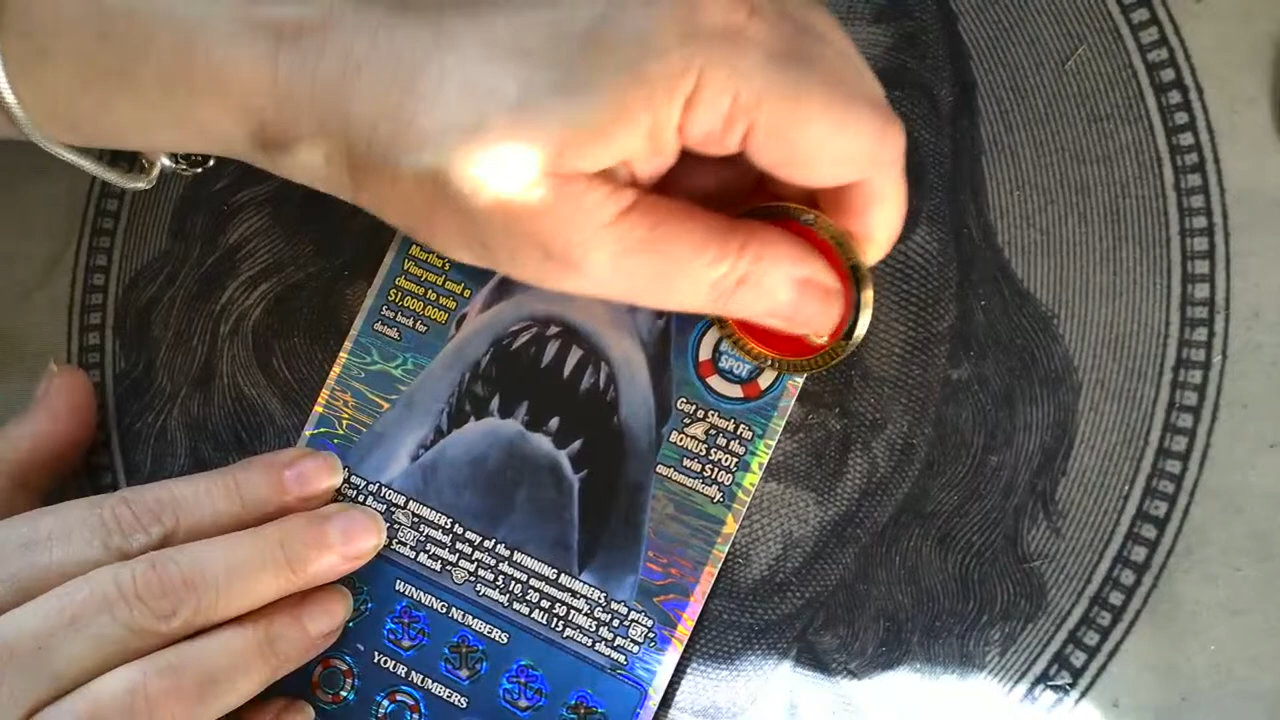 Martha's
Vineyard and a
chance to win
$1,000,000!
See back for
details.
BONUS
SPOT
Get a Shark Fin
" " in the
BONUS SPOT,
win $100
automatically.
any of YOUR NUMBERS to any of the WINNING NUMBERS, win prize
Get a Boat " " symbol, win prize shown automatically. Get a "5X",
"50X" symbol and win 5, 10, 20 or 50 TIMES the prize
Scuba Mask " " symbol, win ALL 15 prizes shown.
WINNING NUMBERS
YOUR NUMBERS